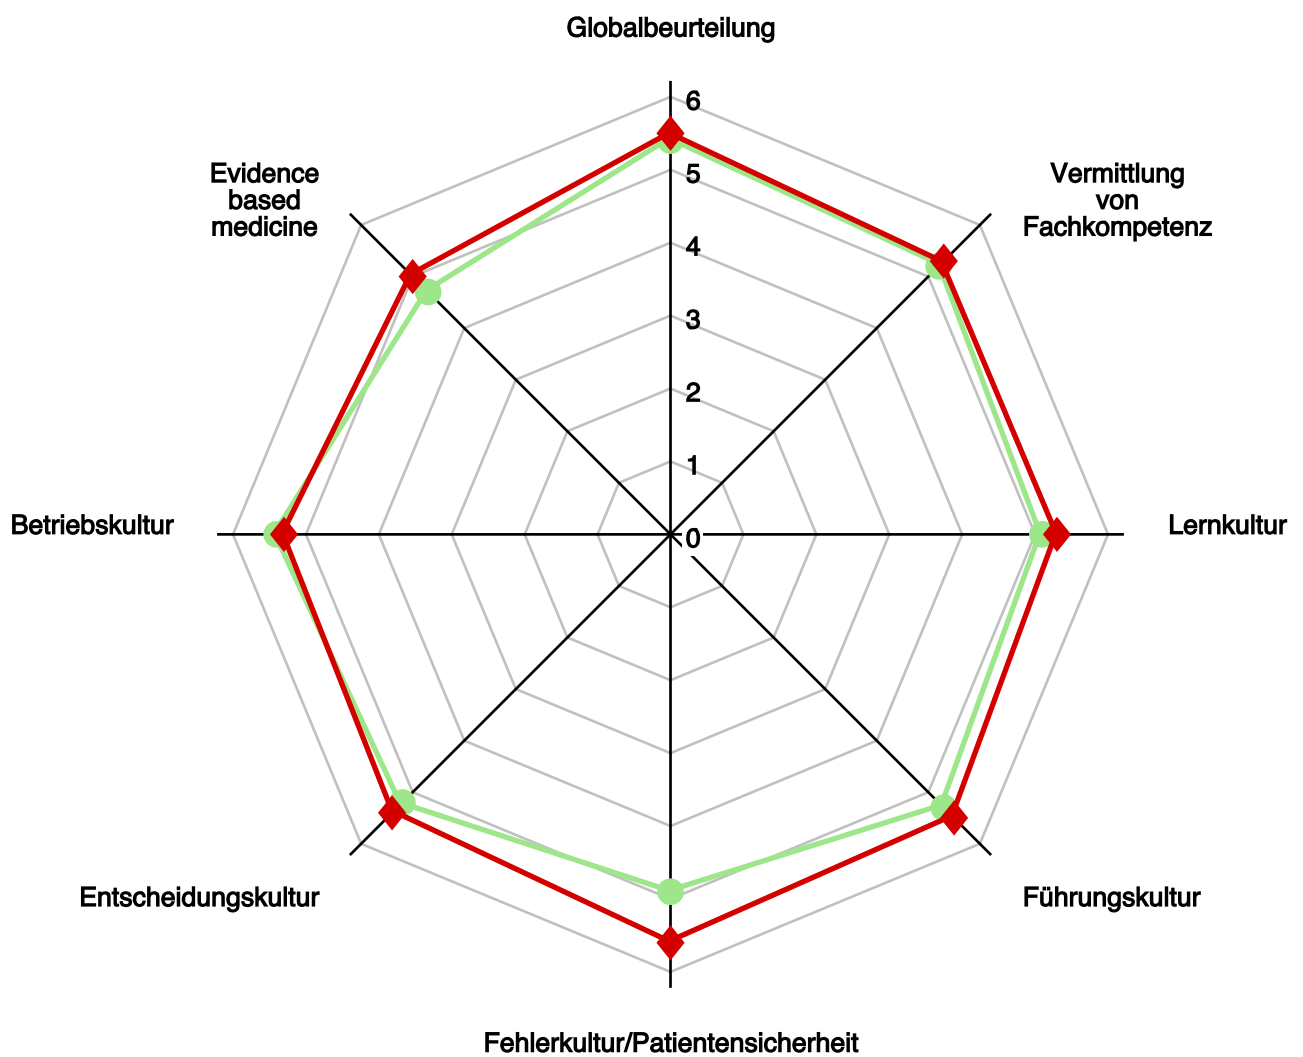 Globalbeurteilung
6
Evidence
based
medicine
5
Vermittlung
von
Fachkompetenz
4
3
2
1
Betriebskultur
0
Lernkultur
Entscheidungskultur
Führungskultur
Fehlerkultur/Patientensicherheit